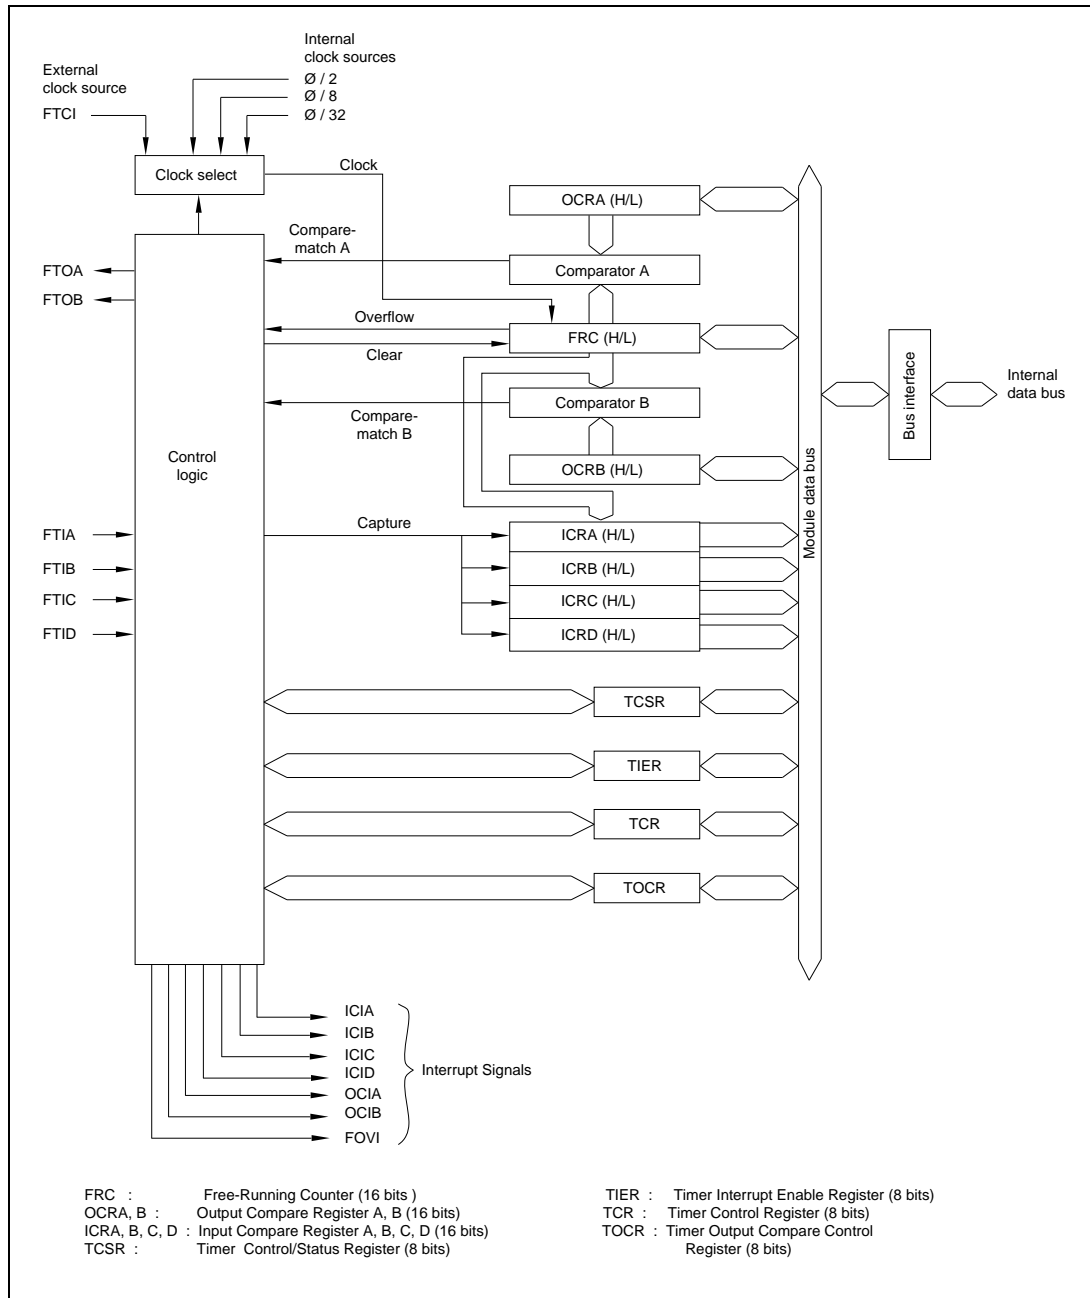 Internal
clock sources
External
clock source
Ø / 2
Ø / 8
FTCI
Ø / 32
Clock select
Clock
OCRA (H/L)
Compare-
match A
FTOA
Comparator A
FTOB
Overflow
FRC (H/L)
Clear
Internal
data bus
Bus interface
Comparator B
Compare-
match B
Control
logic
OCRB (H/L)
Module data bus
Capture
FTIA
ICRA (H/L)
FTIB
ICRB (H/L)
FTIC
ICRC (H/L)
FTID
ICRD (H/L)
TCSR
TIER
TCR
TOCR
ICIA
ICIB
ICIC
ICID
Interrupt Signals
OCIA
OCIB
FOVI
FRC : Free-Running Counter (16 bits )
OCRA, B : Output Compare Register A, B (16 bits)
ICRA, B, C, D : Input Compare Register A, B, C, D (16 bits)
TCSR : Timer Control/Status Register (8 bits)
TIER : Timer Interrupt Enable Register (8 bits)
TCR : Timer Control Register (8 bits)
TOCR : Timer Output Compare Control
Register (8 bits)